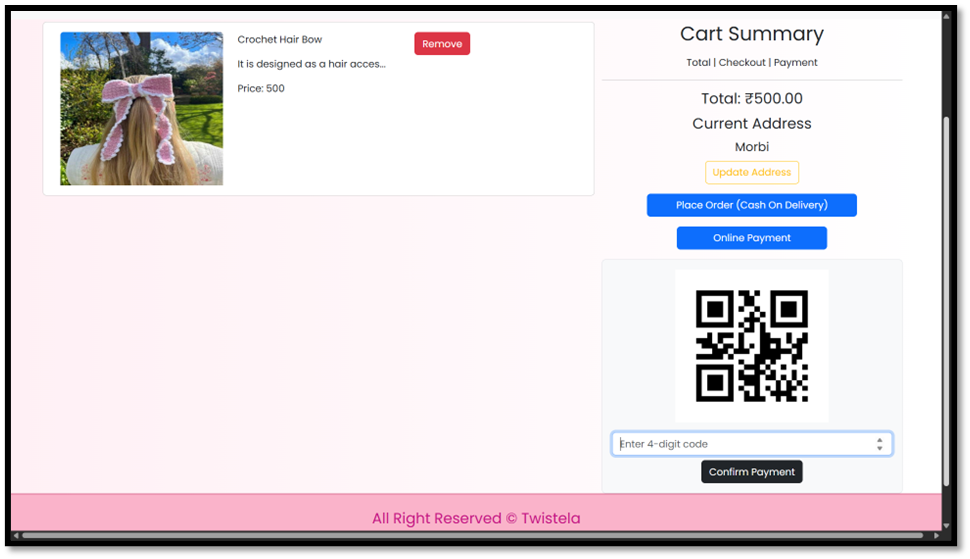 Crochet Hair Bow
It is designed as a hair acces...
Price: 500
Remove
Cart Summary
Total | Checkout | Payment
Total: ₹500.00
Current Address
Morbi
Update Address
Place Order (Cash On Delivery)
Online Payment
Enter 4-digit code
Confirm Payment
All Right Reserved © Twistela